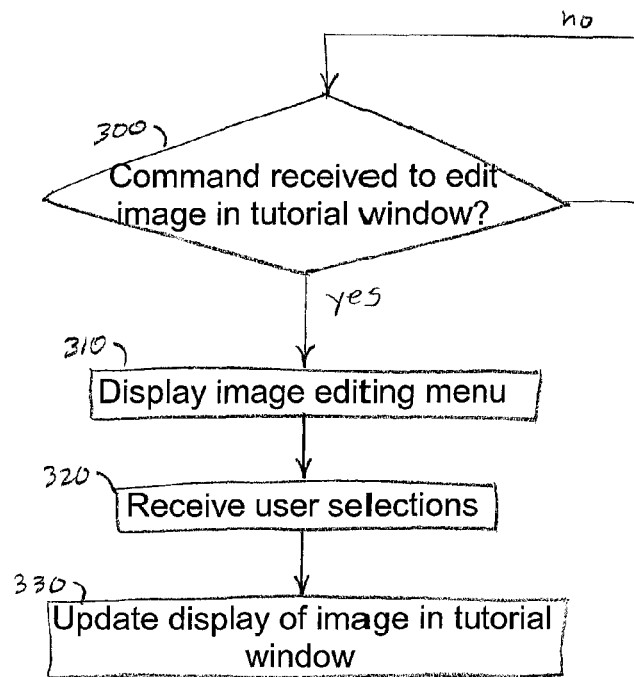 no
300
Command received to edit
image in tutorial window?
yes
310
Display image editing menu
320
Receive user selections
330
Update display of image in tutorial
window